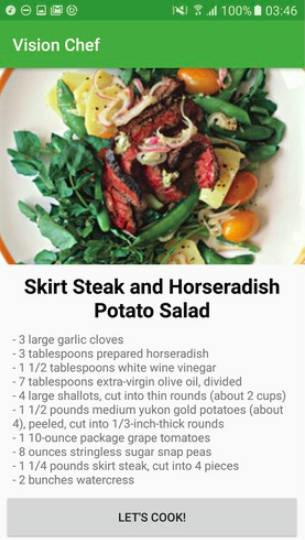 100% 03:46
Vision Chef
Skirt Steak and Horseradish
Potato Salad
- 3 large garlic cloves
- 3 tablespoons prepared horseradish
- 1 1/2 tablespoons white wine vinegar
- 7 tablespoons extra-virgin olive oil, divided
- 4 large shallots, cut into thin rounds (about 2 cups)
- 1 1/2 pounds medium yukon gold potatoes (about
4), peeled, cut into 1/3-inch-thick rounds
- 1 10-ounce package grape tomatoes
- 8 ounces stringless sugar snap peas
- 1 1/4 pounds skirt steak, cut into 4 pieces
- 2 bunches watercress
LET'S COOK!